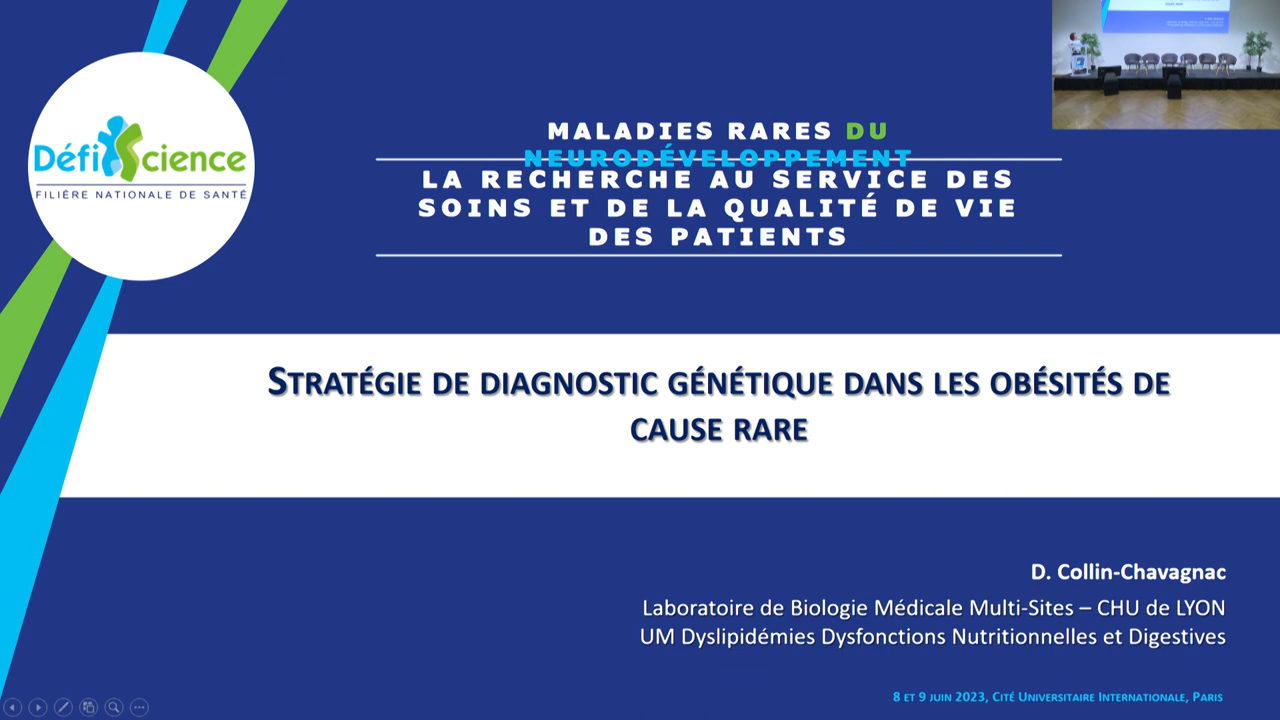 DéfiScience
FILIÈRE NATIONALE DE SANTÉ
MALADIES RARES DU
NEURODÉVELOPPEMENT
LA RECHERCHE AU SERVICE DES
SOINS ET DE LA QUALITÉ DE VIE
DES PATIENTS
STRATÉGIE DE DIAGNOSTIC GÉNÉTIQUE DANS LES OBÉSITÉS DE
CAUSE RARE
D. Collin-Chavagnac
Laboratoire de Biologie Médicale Multi-Sites – CHU de LYON
UM Dyslipidémies Dysfonctions Nutritionnelles et Digestives
8 ET 9 JUIN 2023, CITÉ UNIVERSITAIRE INTERNATIONALE, PARIS